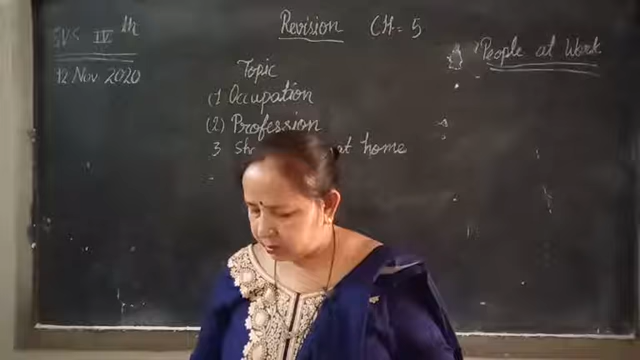 EVS IV th
12 Nov 2020
Revision CH- 5
"People at Work
Topic
(1 Occupation
(2) Profession
3 at home